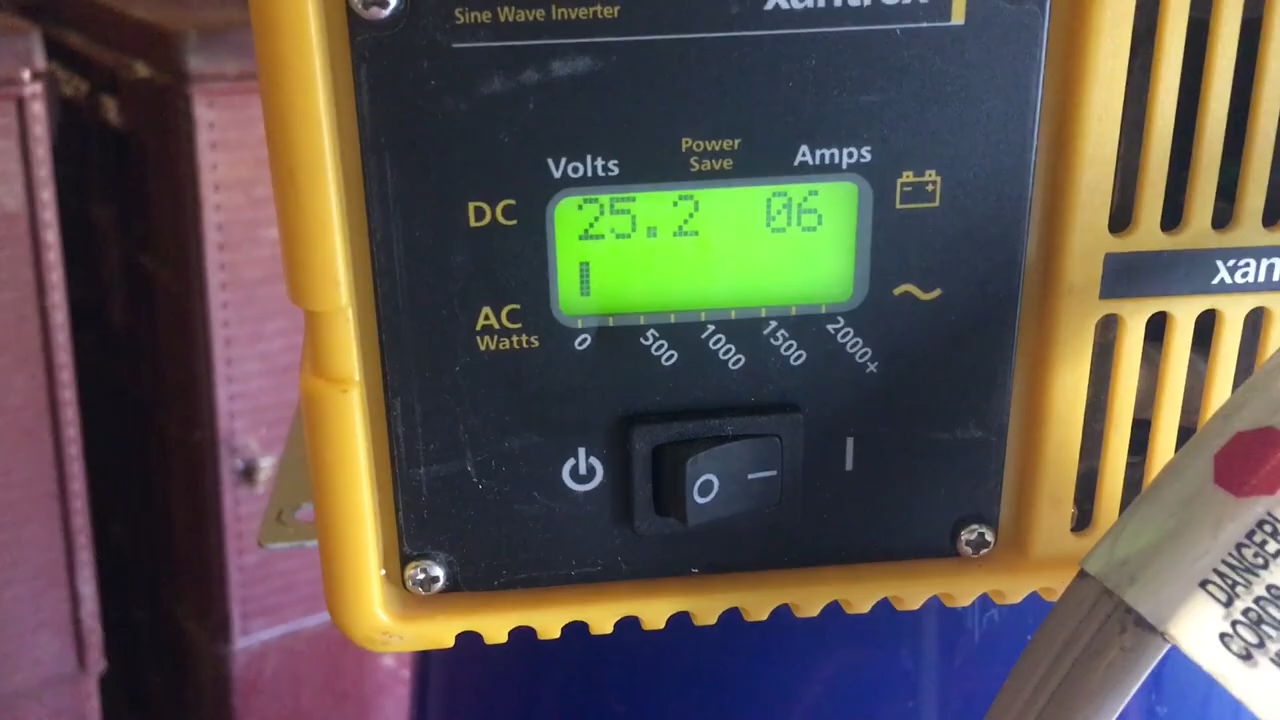 Sine Wave Inverter
xantrex
Volts
Power
Save
Amps
DC
25.2 06
AC
Watts
0 500 1000 1500 2000+
O
xan
DANGER!
CORDS